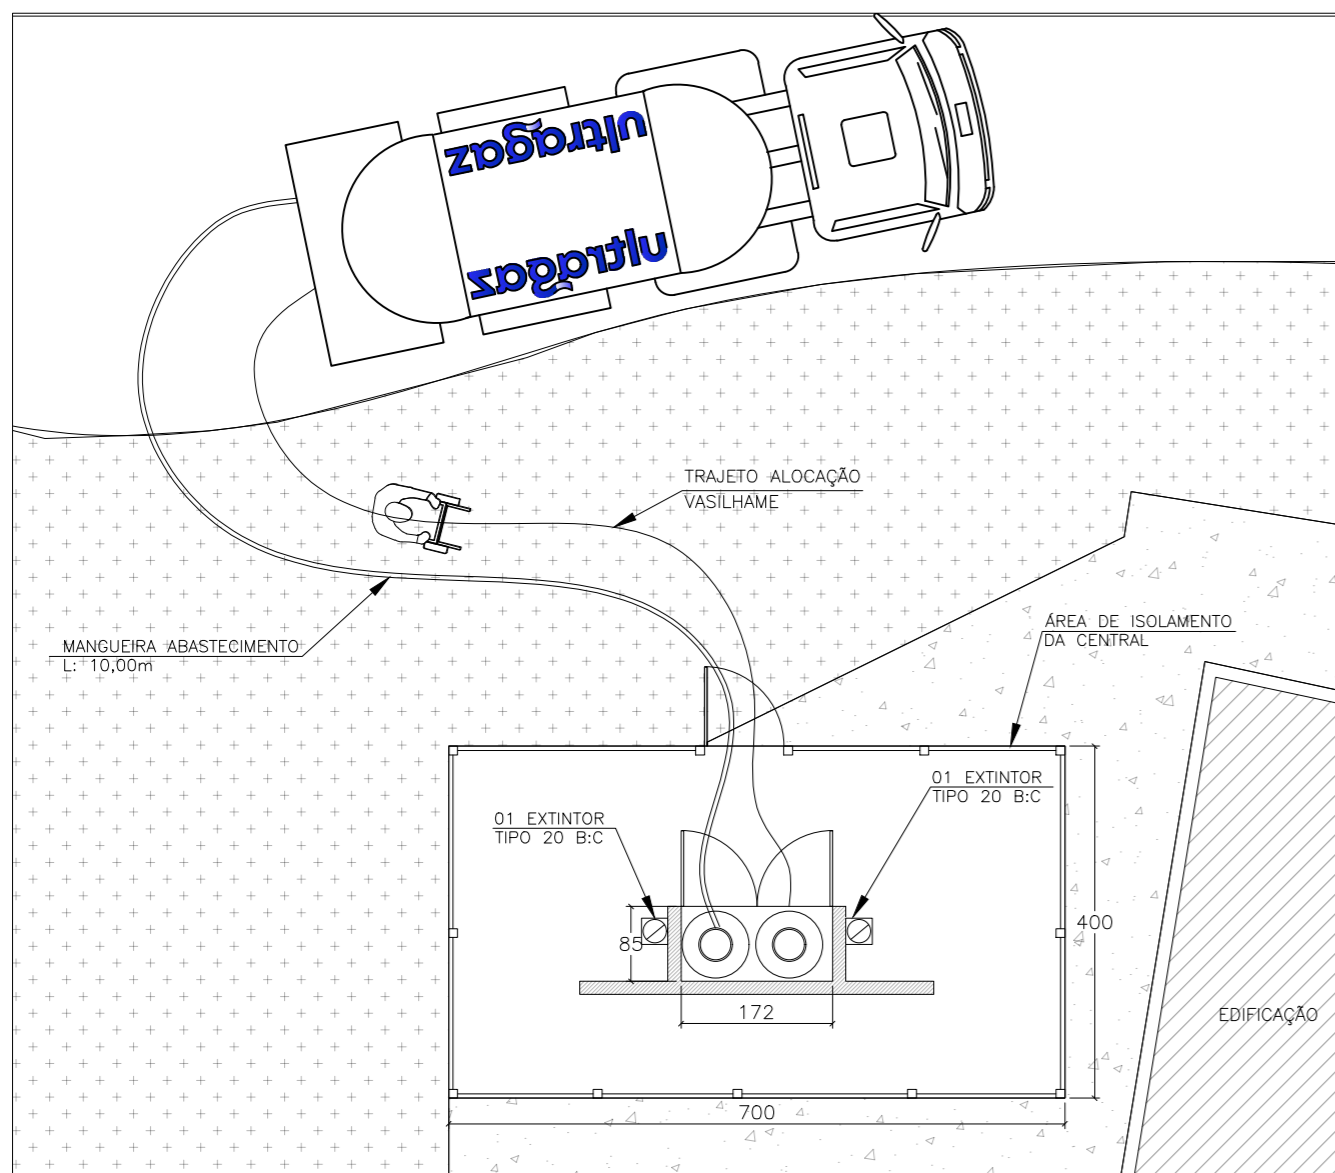 ultragaz
ultragaz
TRAJETO ALOCAÇÃO
VASILHAME
MANGUEIRA ABASTECIMENTO
L: 10,00m
ÁREA DE ISOLAMENTO
DA CENTRAL
01 EXTINTOR
TIPO 20 B:C
01 EXTINTOR
TIPO 20 B:C
400
85
172
EDIFICAÇÃO
700